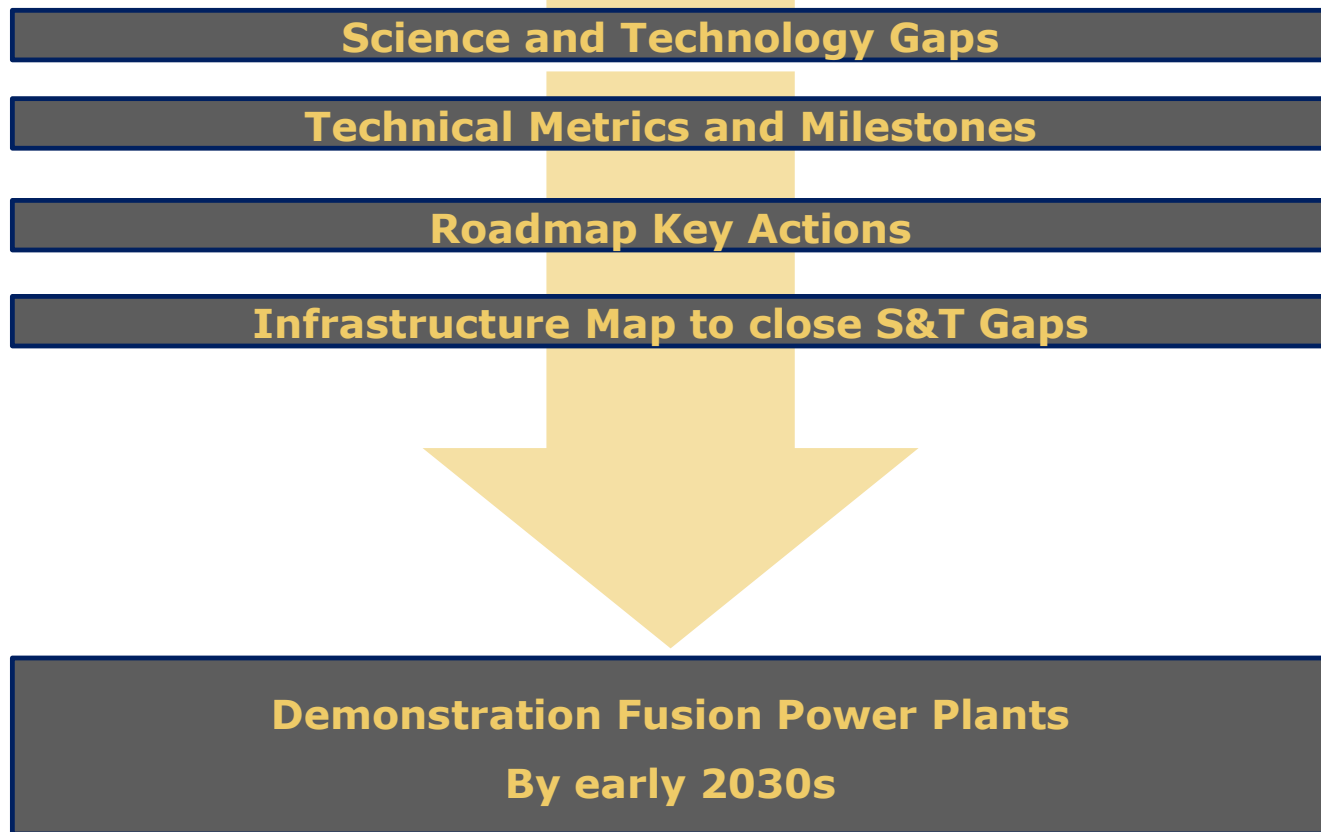 Science and Technology Gaps
Technical Metrics and Milestones
Roadmap Key Actions
Infrastructure Map to close S&T Gaps
Demonstration Fusion Power Plants
By early 2030s